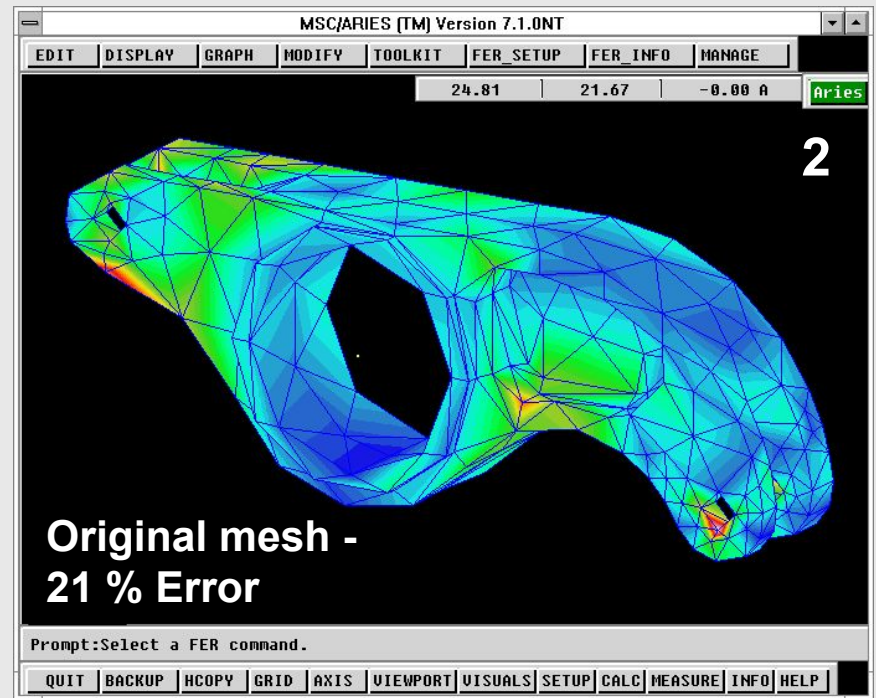 MSC/ARIES (TM) Version 7.1.0NT
EDIT DISPLAY GRAPH MODIFY TOOLKIT FER_SETUP FER_INFO MANAGE
24.81 21.67 -0.00 A Aries
2
Original mesh -
21 % Error
Prompt:Select a FER command.
QUIT BACKUP HCOPY GRID AXIS VIEWPORT VISUALS SETUP CALC MEASURE INFO HELP